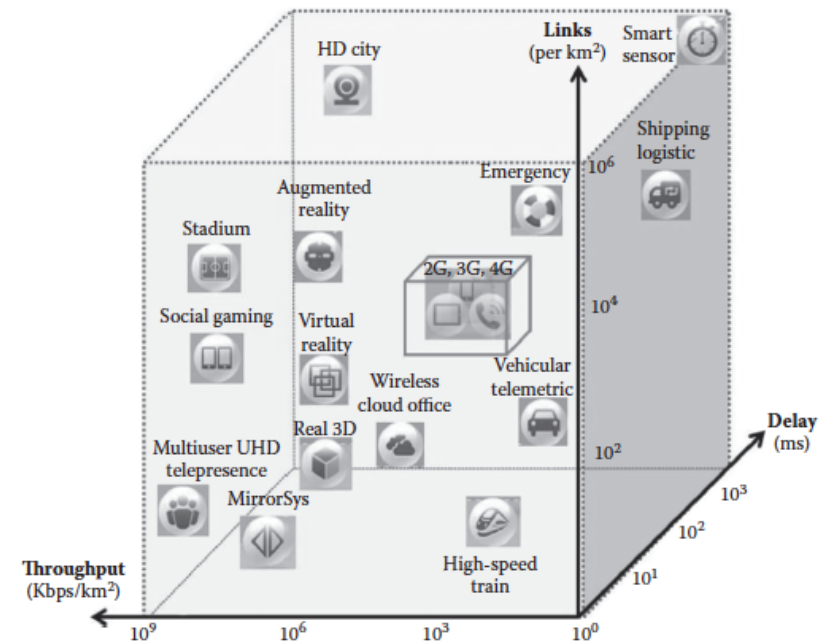 Links
(per km²)
Smart
sensor
HD city
Shipping
logistic
10⁶
Emergency
Augmented
reality
Stadium
2G, 3G, 4G
10⁴
Social gaming
Virtual
reality
Vehicular
telemetric
Wireless
cloud office
Delay
(ms)
Real 3D
10²
Multiuser UHD
telepresence
MirrorSys
10³
10²
High-speed
train
Throughput
(Kbps/km²)
10¹
10⁹
10⁶
10³
10⁰